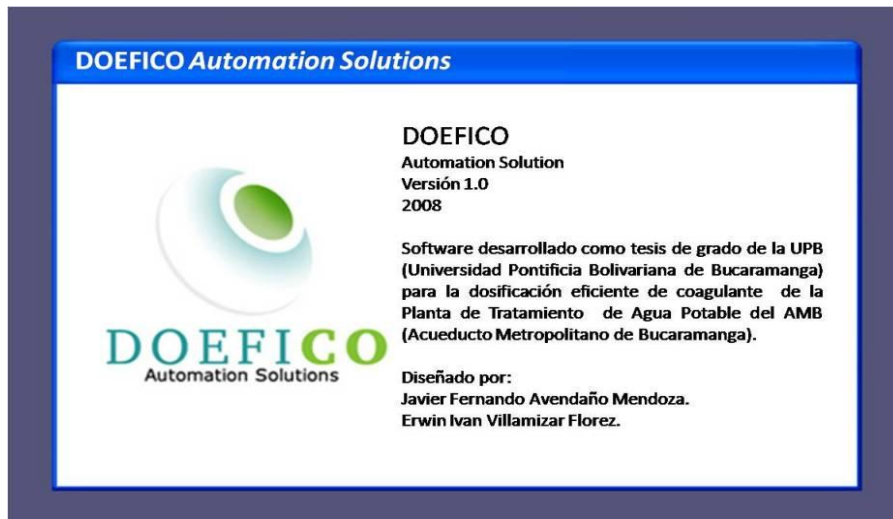 DOEFICO Automation Solutions
DOEFICO
Automation Solutions
DOEFICO
Automation Solution
Versión 1.0
2008
Software desarrollado como tesis de grado de la UPB
(Universidad Pontificia Bolivariana de Bucaramanga)
para la dosificación eficiente de coagulante de la
Planta de Tratamiento de Agua Potable del AMB
(Acueducto Metropolitano de Bucaramanga).
Diseñado por:
Javier Fernando Avendaño Mendoza.
Erwin Ivan Villamizar Florez.